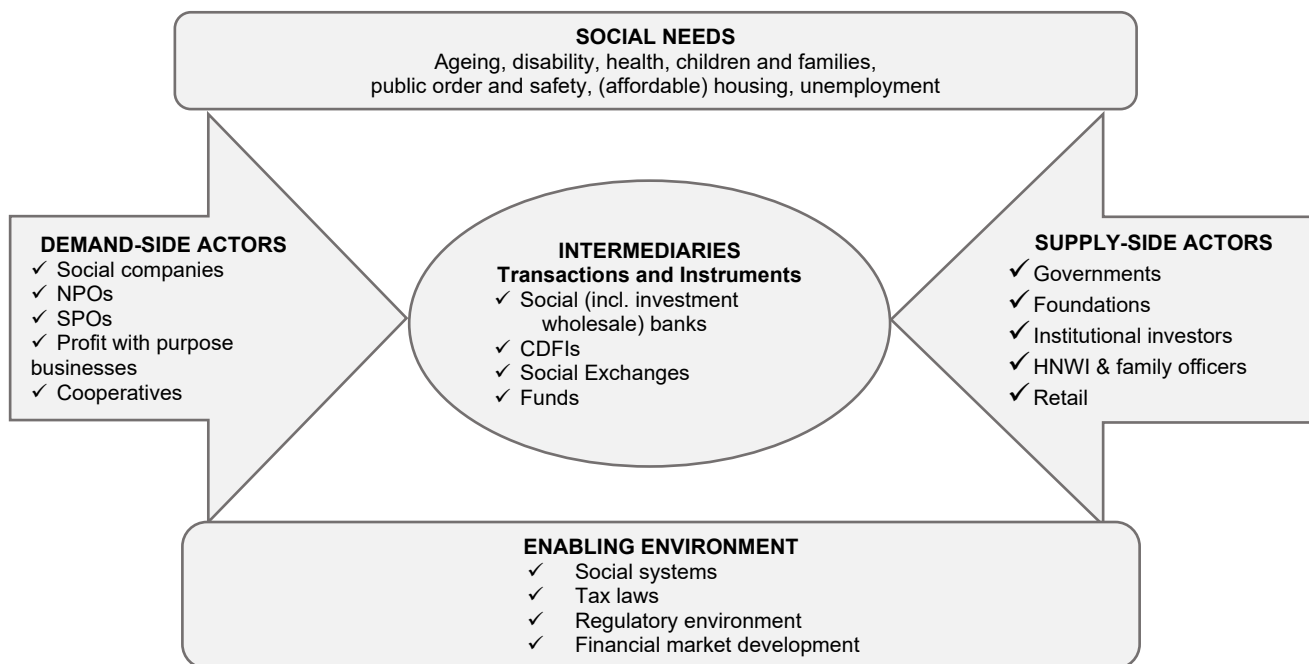 SOCIAL NEEDS
Ageing, disability, health, children and families,
public order and safety, (affordable) housing, unemployment
DEMAND-SIDE ACTORS
✓ Social companies
✓ NPOs
✓ SPOs
✓ Profit with purpose
businesses
✓ Cooperatives
INTERMEDIARIES
Transactions and Instruments
✓ Social (incl. investment
wholesale) banks
✓ CDFIs
✓ Social Exchanges
✓ Funds
SUPPLY-SIDE ACTORS
✓ Governments
✓ Foundations
✓ Institutional investors
✓ HNWI & family officers
✓ Retail
ENABLING ENVIRONMENT
✓ Social systems
✓ Tax laws
✓ Regulatory environment
✓ Financial market development